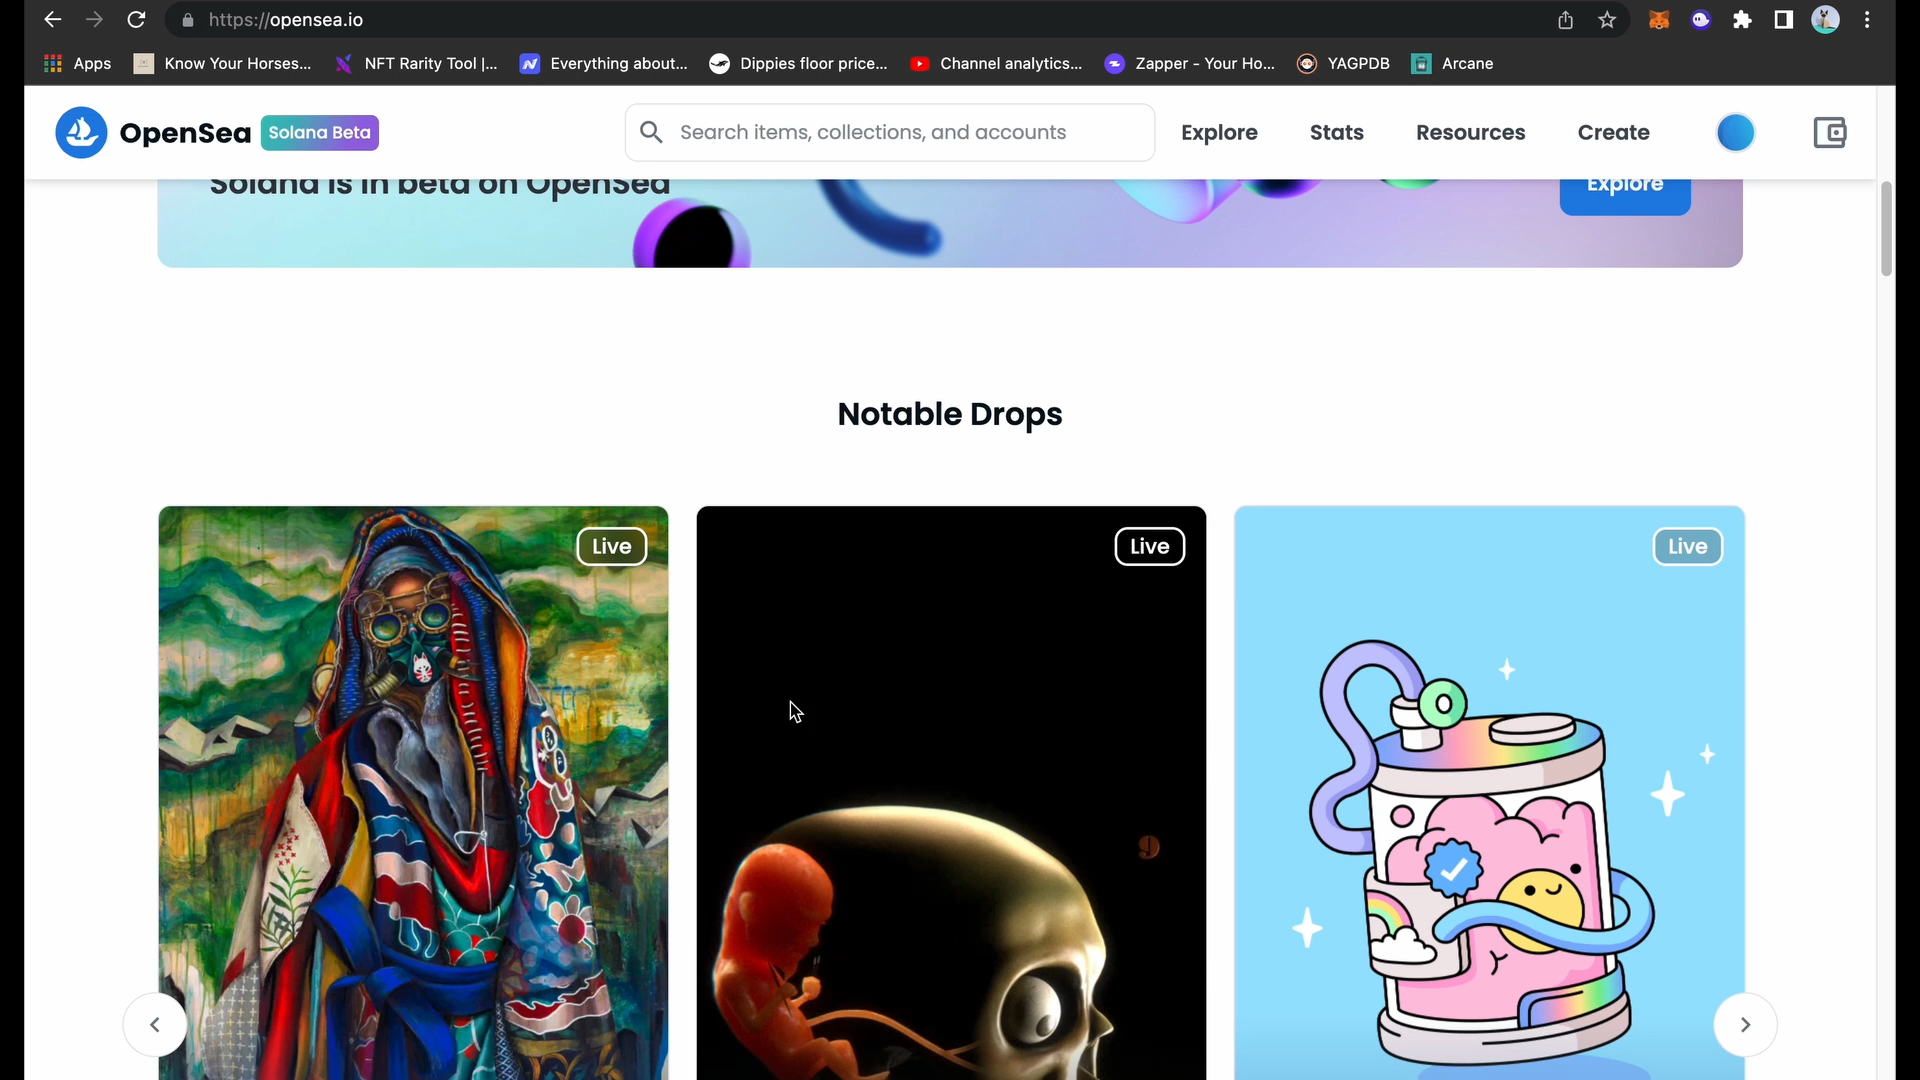 https://opensea.io
Apps
Know Your Horses...
NFT Rarity Tool |...
Everything about...
Dippies floor price...
Channel analytics...
Zapper - Your Ho...
YAGPDB
Arcane
OpenSea
Solana Beta
Search items, collections, and accounts
Explore
Stats
Resources
Create
Solana is in beta on OpenSea
Explore
Notable Drops
Live
Live
Live